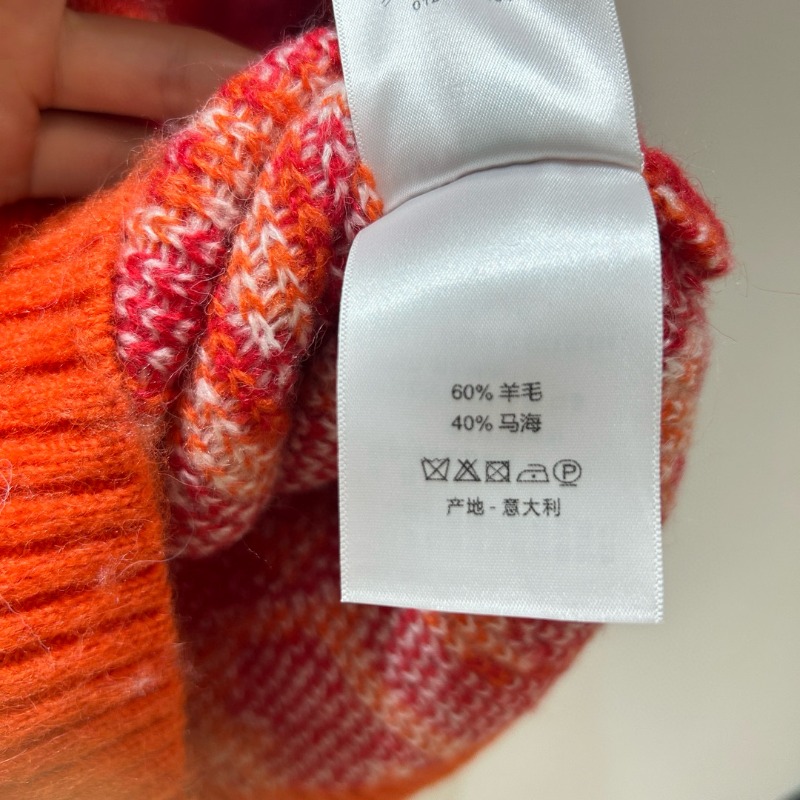 60% 羊毛
40% 马海
P
产地 - 意大利